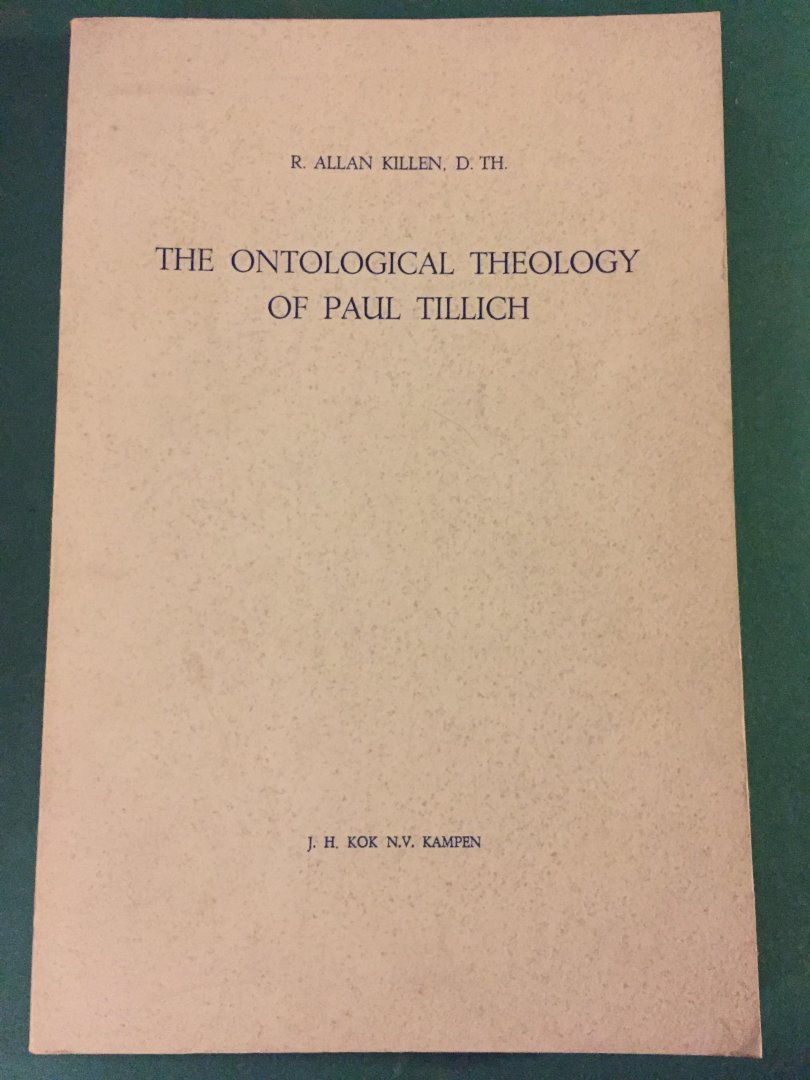 R. ALLAN KILLEN, D. TH.
THE ONTOLOGICAL THEOLOGY
OF PAUL TILLICH
J. H. KOK N.V. KAMPEN